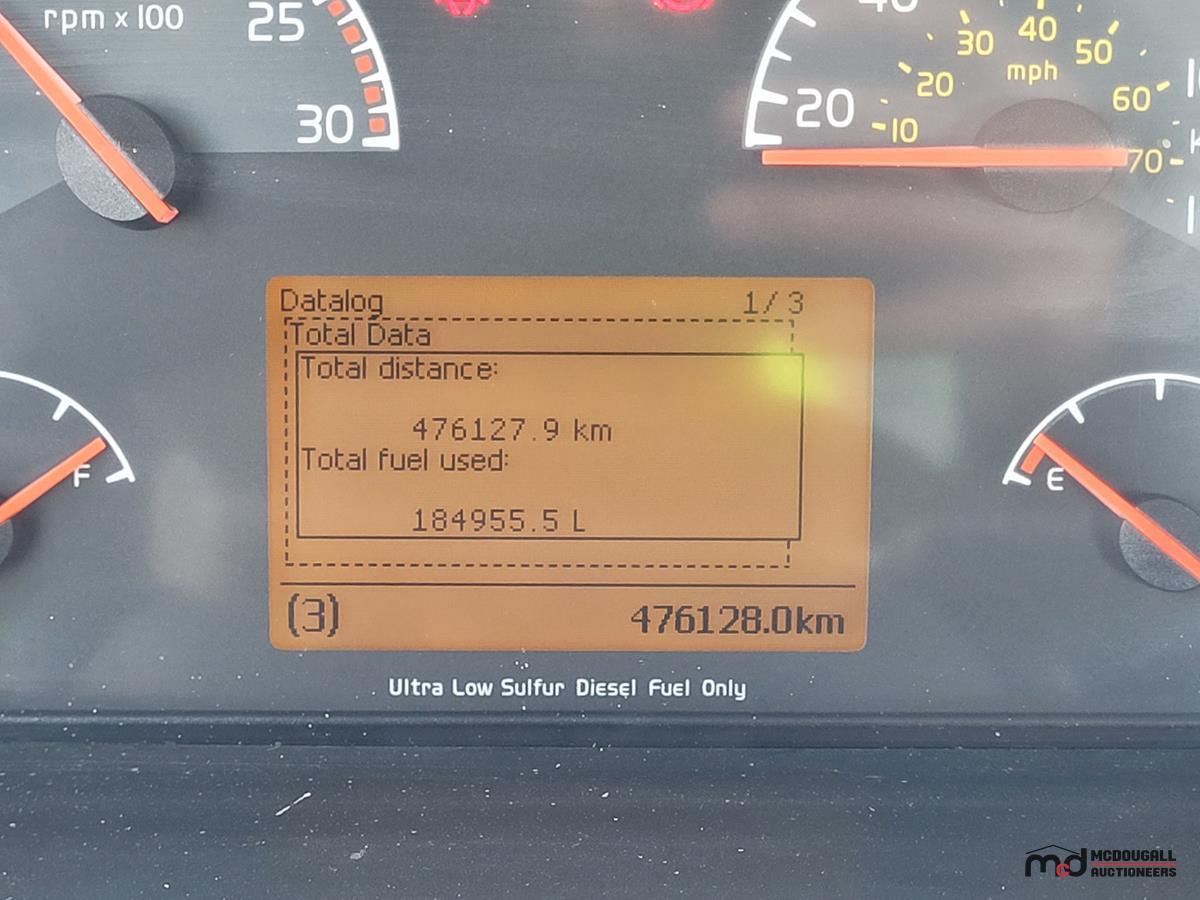 rpm x 100
25
30
40
30 40 50
mph
20 60
20
10 70
Datalog 1/ 3
Total Data
Total distance:
476127.9 km
Total fuel used:
184955.5 L
F
E
(3) 476128.0km
Ultra Low Sulfur Diesel Fuel Only
mcd MCDOUGALL
AUCTIONEERS